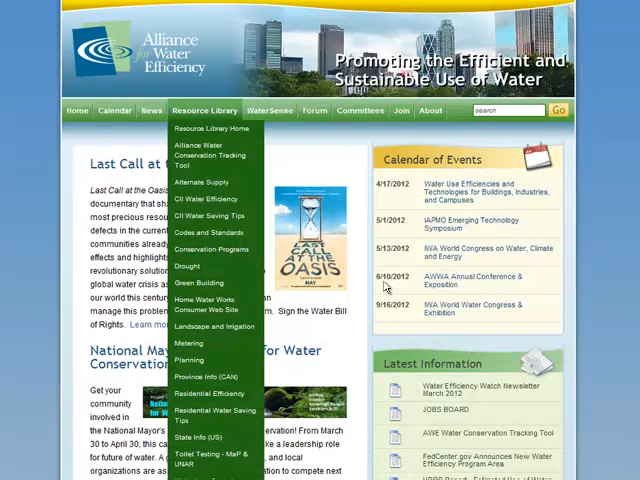 Alliance
for Water
Efficiency
Promoting the Efficient and
Sustainable Use of Water
Home
Calendar
News
Resource Library
WaterSense
Forum
Committees
Join
About
search
Go
Resource Library Home
Alliance Water
Conservation Tracking
Tool
Alternate Supply
CII Water Efficiency
CII Water Saving Tips
Codes and Standards
Conservation Programs
Drought
Green Building
Home Water Works
Consumer Web Site
Landscape and Irrigation
Metering
Planning
Province Info (CAN)
Residential Efficiency
Residential Water Saving
Tips
State Info (US)
Toilet Testing - MaP &
UNAR
Last Call at t
Last Call at the Oasis
documentary that sh
most precious resou
defects in the current
communities already
effects and highlights
revolutionary solution
global water crisis as
our world this century
manage this problem
Sign the Water Bill
of Rights. Learn mor
LAST
CALL
AT THE
OASIS
MAY
National May
for Water
Conservation
Get your
community
involved in
the National Mayor's
servation! From March
30 to April 30, this ca
ake a leadership role
for future of water. A
, and local
organizations are as
ntion to compete next
Calendar of Events
4/17/2012 Water Use Efficiencies and
Technologies for Buildings, Industries,
and Campuses
5/1/2012 IAPMO Emerging Technology
Symposium
5/13/2012 IWA World Congress on Water, Climate
and Energy
6/10/2012 AWWA Annual Conference &
Exposition
9/16/2012 IWA World Water Congress &
Exhibition
Latest Information
Water Efficiency Watch Newsletter
March 2012
JOBS BOARD
AWE Water Conservation Tracking Tool
FedCenter.gov Announces New Water
Efficiency Program Area